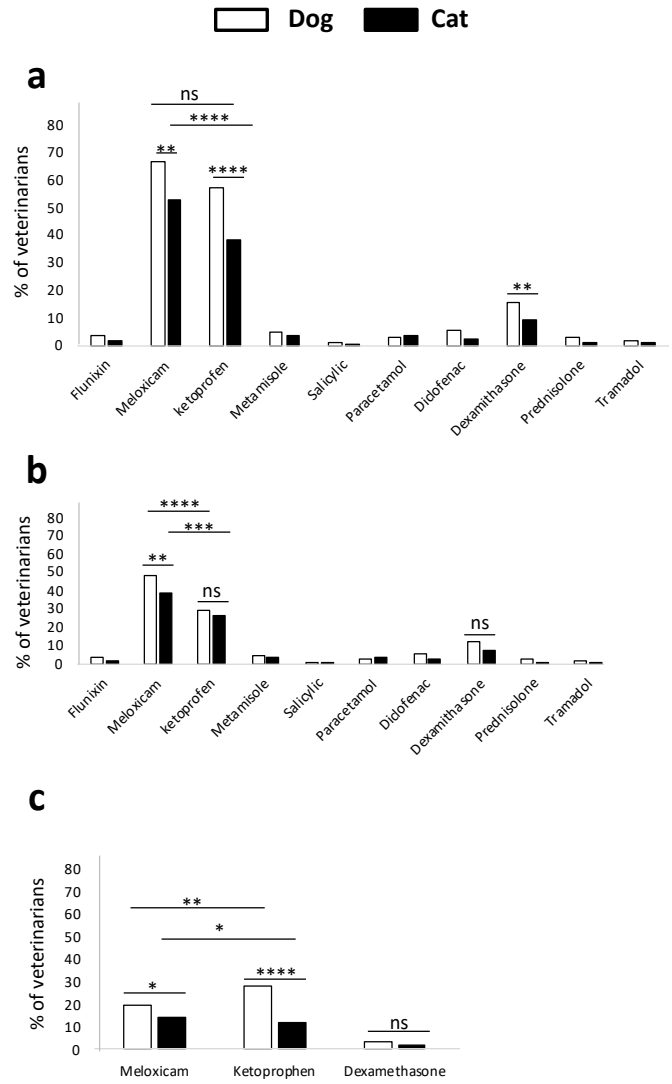 Dog Cat
a
ns
****
** ****
**
% of veterinarians
80
70
60
50
40
30
20
10
0
Flunixin Meloxicam ketoprofen Metamisole Salicylic Paracetamol Didofenac Dexamithasone Prednisolone Tramadol
b
****
***
** ns
ns
% of veterinarians
80
70
60
50
40
30
20
10
0
Flunixin Meloxicam ketoprofen Metamisole Salicylic Paracetamol Diclofenac Dexamithasone Prednisolone Tramadol
c
**
*
* ****
ns
% of veterinarians
80
70
60
50
40
30
20
10
0
Meloxicam Ketoprophen Dexamethasone